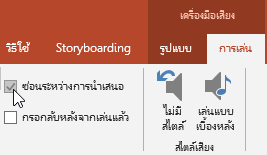 เครื่องมือเสียง
วิธีใช้ Storyboarding รูปแบบ การเล่น
ซ่อนระหว่างการนำเสนอ
กรอกลับหลังจากเล่นแล้ว
ไม่มี
สไตล์
เล่นแบบ
เบื้องหลัง
สไตล์เสียง